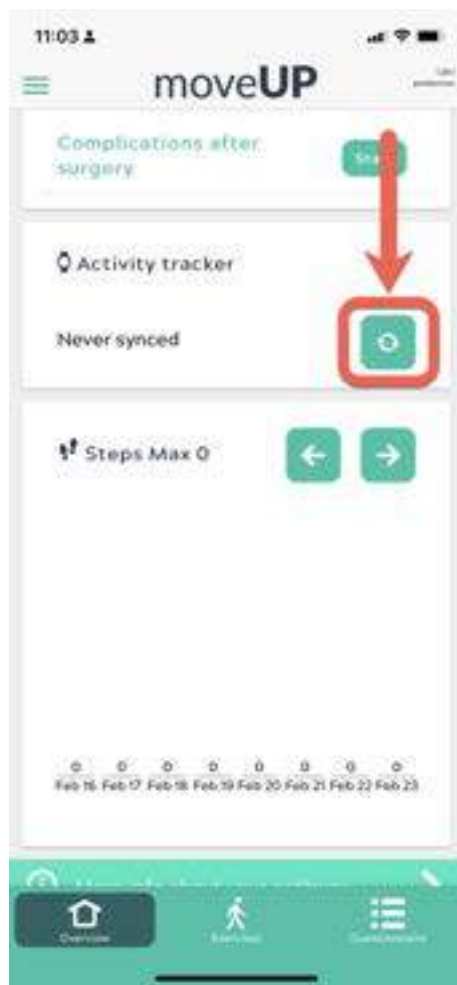 11:03
moveUP
Complications after
surgery
Activity tracker
Never synced
Steps Max 0
0 0 0 0 0 0 0 0
Feb 16 Feb 17 Feb 18 Feb 19 Feb 20 Feb 21 Feb 22 Feb 23
Overview Exercises Questionnaire